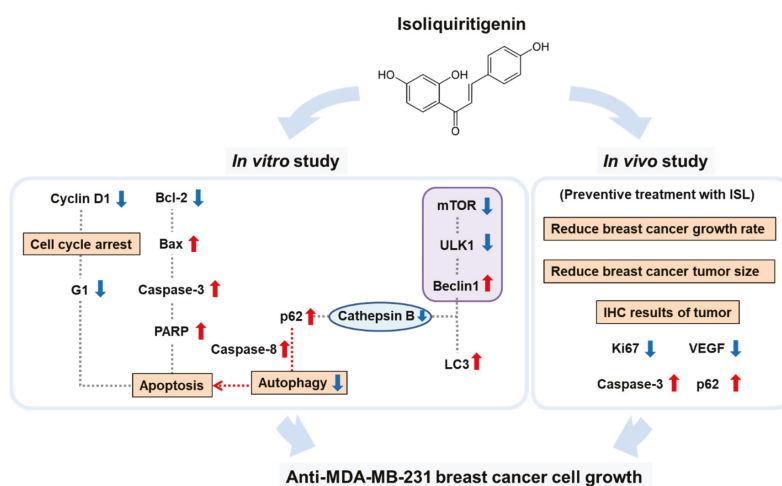 Isoliquiritigenin
OH
HO
OH
O
In vitro study
In vivo study
Cyclin D1
Bcl-2
Cell cycle arrest
Bax
G1
Caspase-3
PARP
p62
Cathepsin B
mTOR
ULK1
Beclin1
Caspase-8
LC3
Apoptosis
Autophagy
(Preventive treatment with ISL)
Reduce breast cancer growth rate
Reduce breast cancer tumor size
IHC results of tumor
Ki67
VEGF
Caspase-3
p62
Anti-MDA-MB-231 breast cancer cell growth